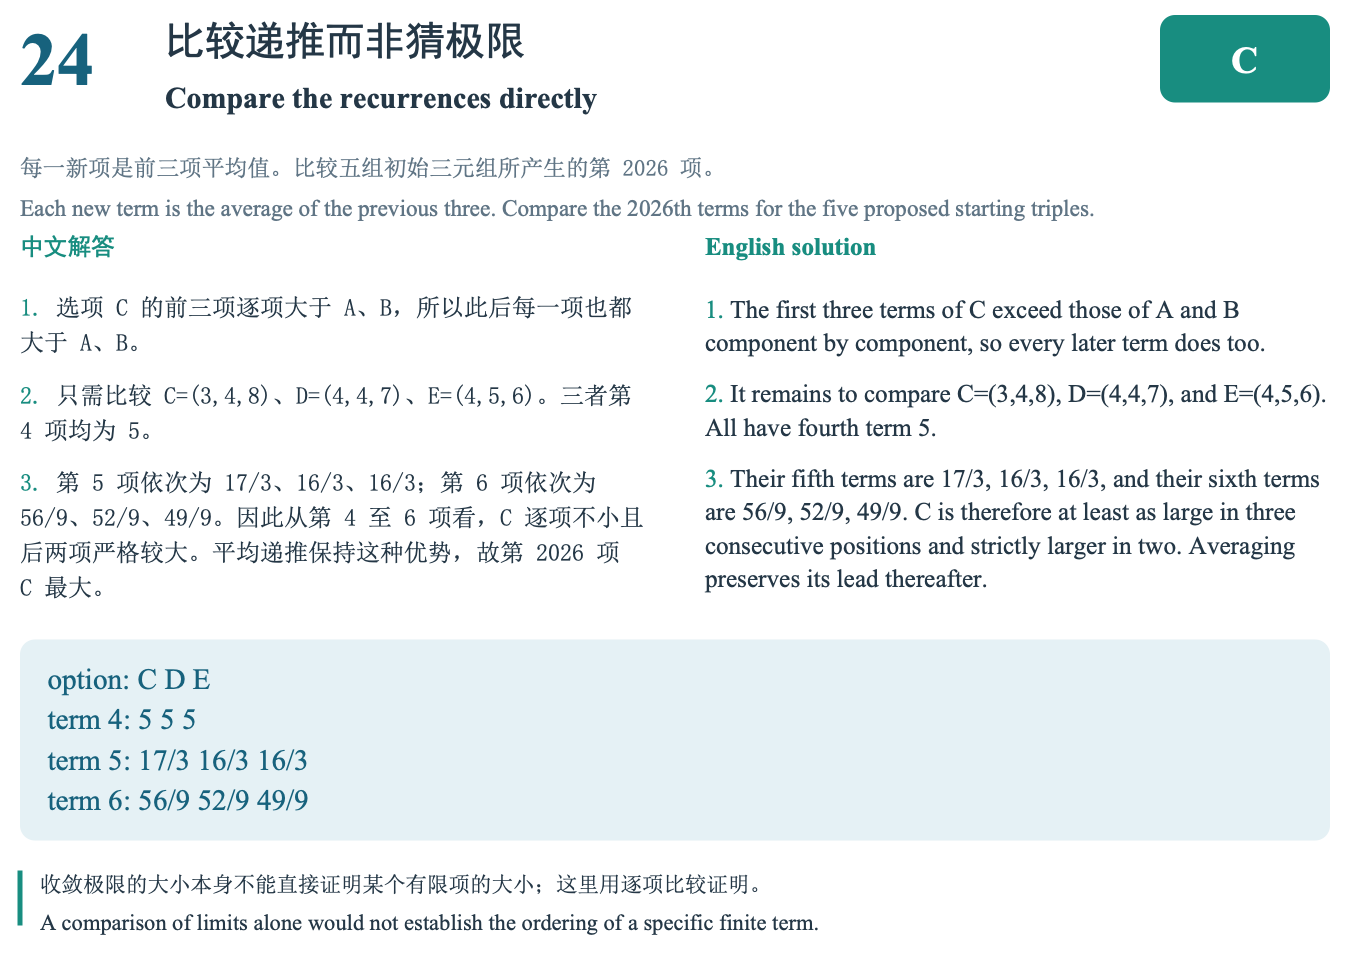 24
比较递推而非猜极限
Compare the recurrences directly
C
每一新项是前三项平均值。比较五组初始三元组所产生的第 2026 项。
Each new term is the average of the previous three. Compare the 2026th terms for the five proposed starting triples.
中文解答
1. 选项 C 的前三项逐项大于 A、B，所以此后每一项也都
大于 A、B。
2. 只需比较 C=(3,4,8)、D=(4,4,7)、E=(4,5,6)。三者第
4 项均为 5。
3. 第 5 项依次为 17/3、16/3、16/3；第 6 项依次为
56/9、52/9、49/9。因此从第 4 至 6 项看，C 逐项不小且
后两项严格较大。平均递推保持这种优势，故第 2026 项
C 最大。
English solution
1. The first three terms of C exceed those of A and B
component by component, so every later term does too.
2. It remains to compare C=(3,4,8), D=(4,4,7), and E=(4,5,6).
All have fourth term 5.
3. Their fifth terms are 17/3, 16/3, 16/3, and their sixth terms
are 56/9, 52/9, 49/9. C is therefore at least as large in three
consecutive positions and strictly larger in two. Averaging
preserves its lead thereafter.
option: C D E
term 4: 5 5 5
term 5: 17/3 16/3 16/3
term 6: 56/9 52/9 49/9
收敛极限的大小本身不能直接证明某个有限项的大小；这里用逐项比较证明。
A comparison of limits alone would not establish the ordering of a specific finite term.